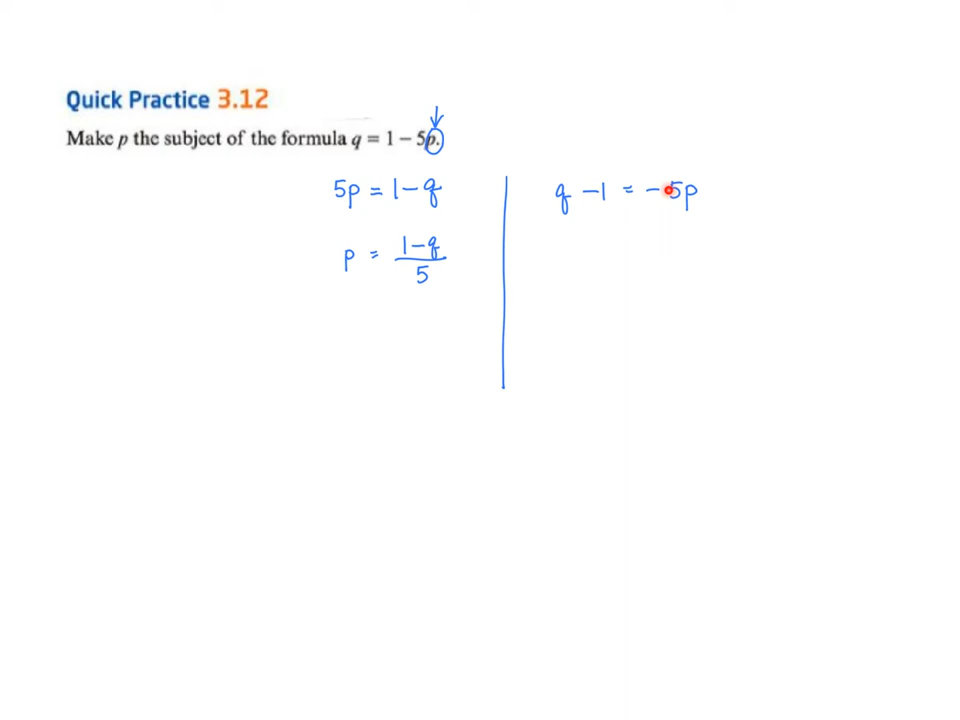 Quick Practice 3.12
Make p the subject of the formula q = 1 − 5p.
5p = 1 − q
p = (1 − q)/5
q − 1 = −5p